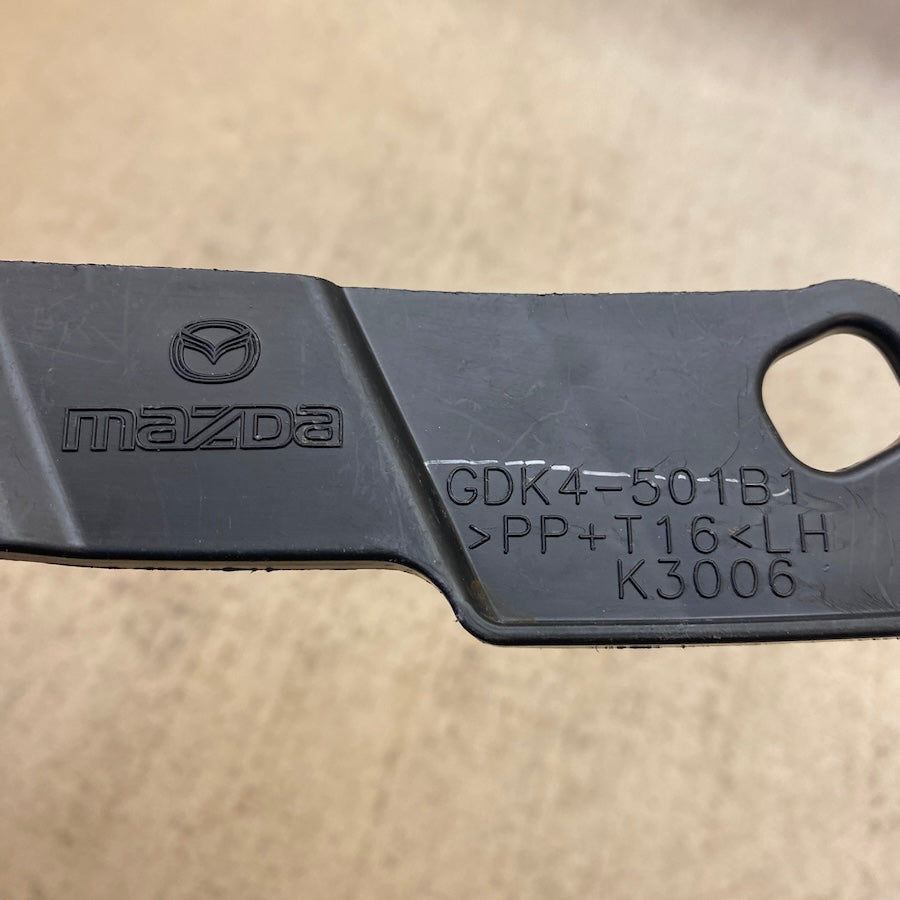 mazda
GDK4-501B1
>PP+T16<LH
K3006